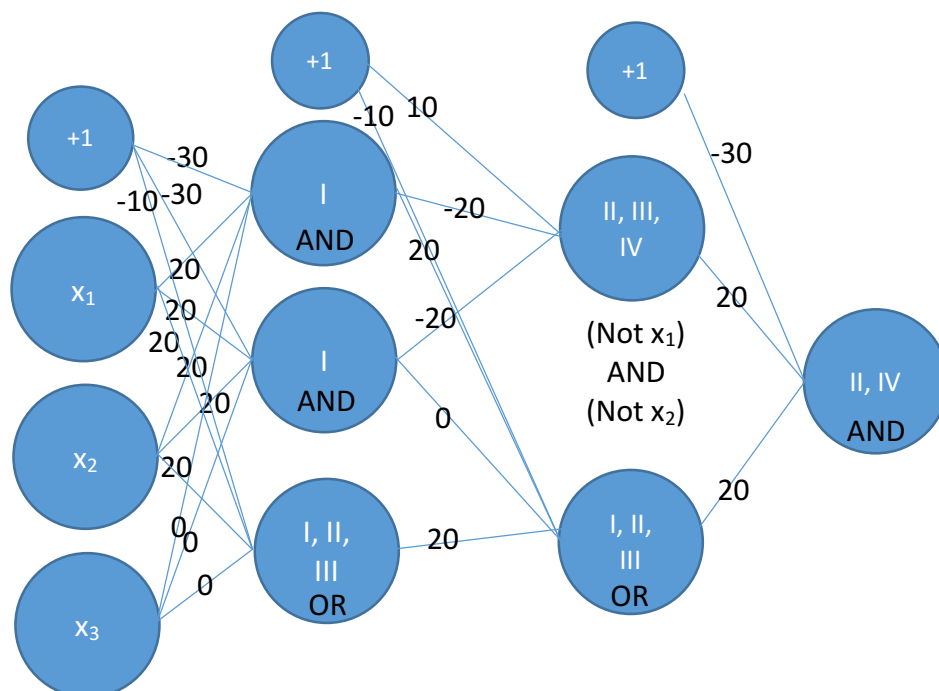 +1
+1
+1
-30
-30
-10
10
-10
-30
I
AND
-20
20
II, III,
IV
x₁
20
20
20
20
20
-20
20
(Not x₁)
AND
(Not x₂)
I
AND
0
II, IV
AND
x₂
20
0
0
0
I, II,
III
OR
20
20
I, II,
III
OR
x₃